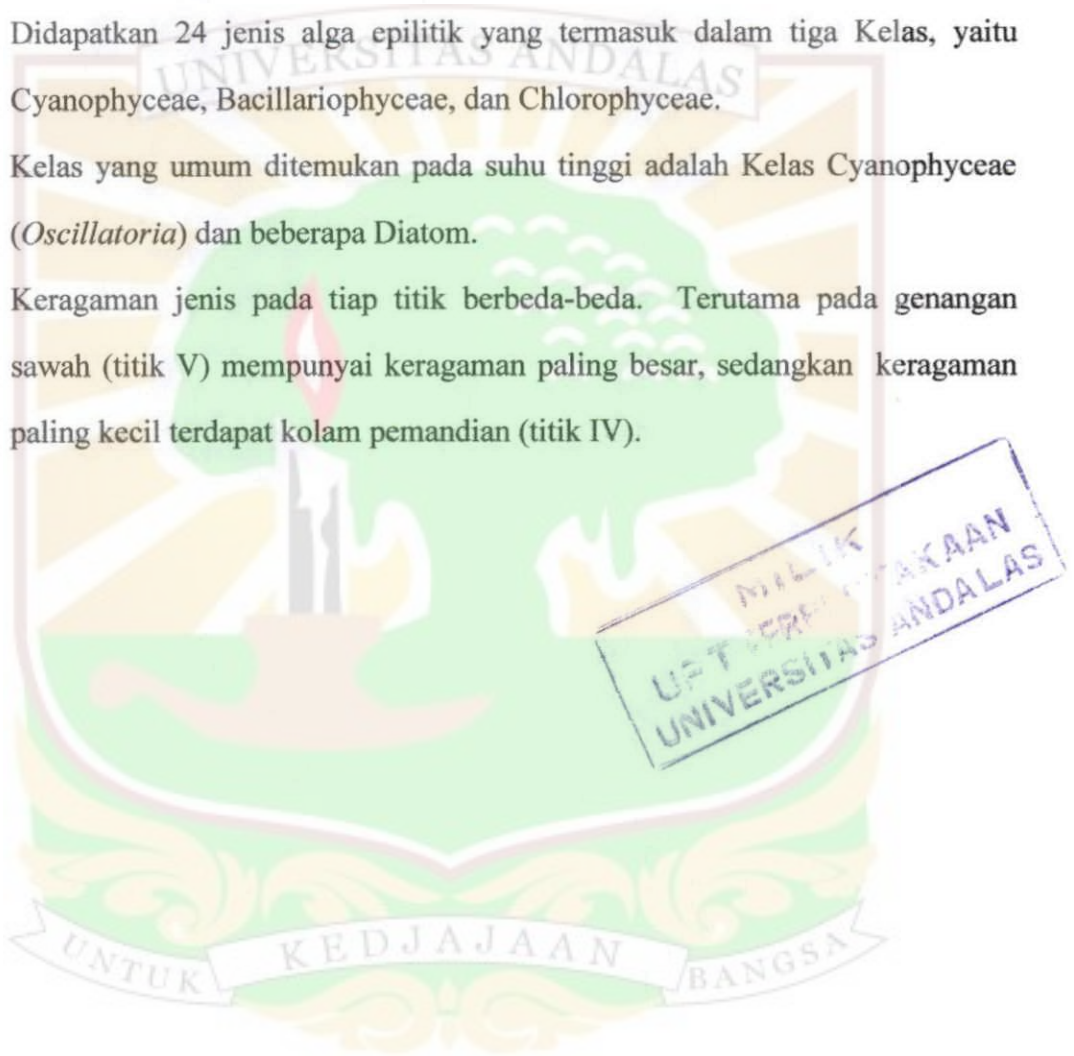 Didapatkan 24 jenis alga epilitik yang termasuk dalam tiga Kelas, yaitu
UNIVERSITAS ANDALAS
Cyanophyceae, Bacillariophyceae, dan Chlorophyceae.
Kelas yang umum ditemukan pada suhu tinggi adalah Kelas Cyanophyceae
(Oscillatoria) dan beberapa Diatom.
Keragaman jenis pada tiap titik berbeda-beda. Terutama pada genangan
sawah (titik V) mempunyai keragaman paling besar, sedangkan keragaman
paling kecil terdapat kolam pemandian (titik IV).
MILIK
UPT
UNIVERSITAS ANDALAS
UNTUK KEDJAJAAN BANGSA